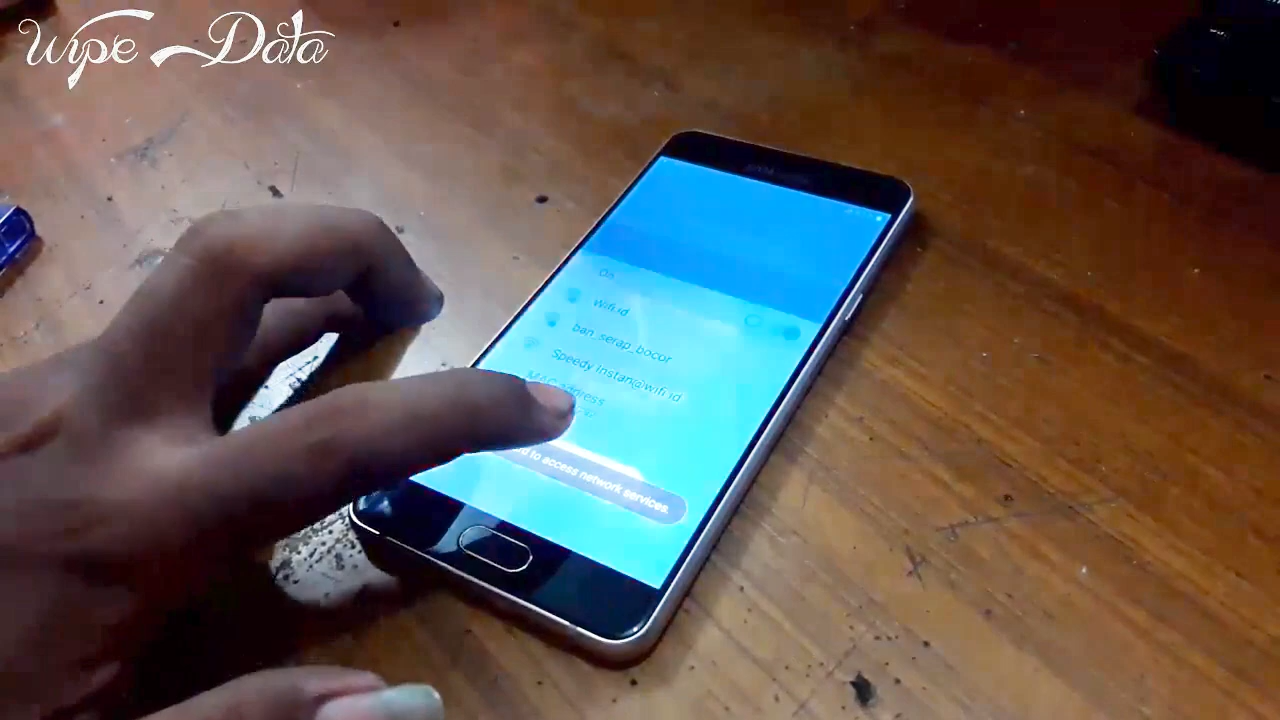 Wipe Data
On
Wifi.id
ban_serap_bocor
Speedy instan@wifi.id
MAC address
to access network services.